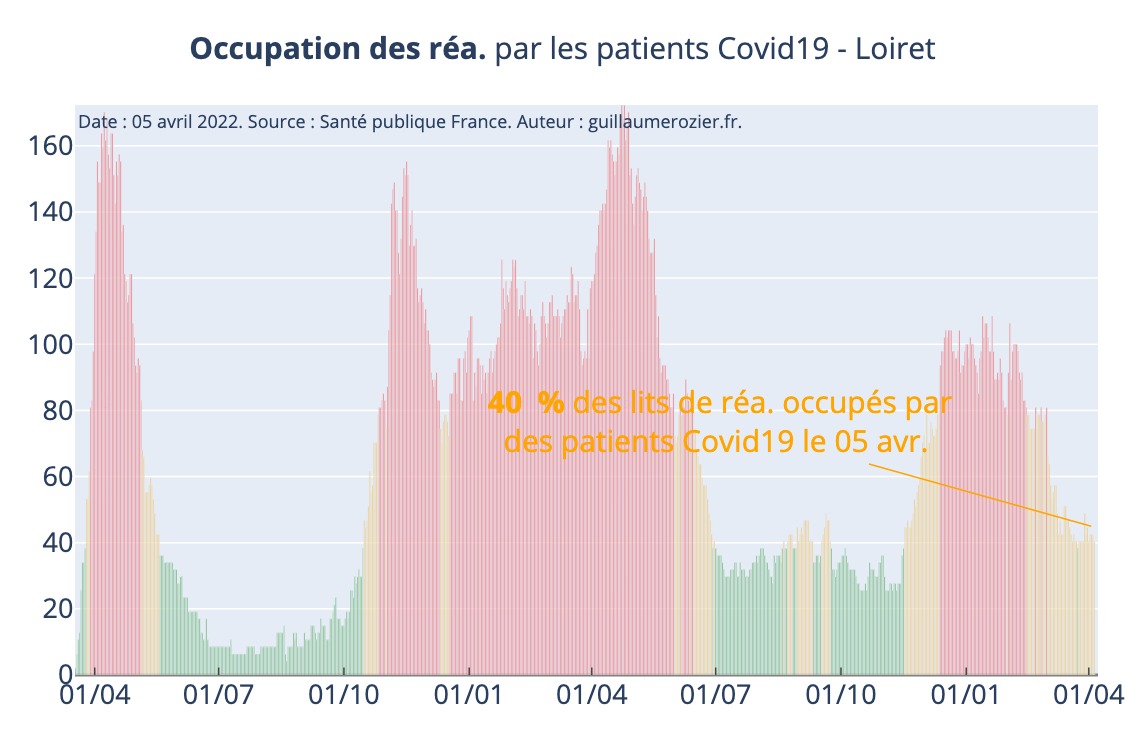 Occupation des réa. par les patients Covid19 - Loiret
Date : 05 avril 2022. Source : Santé publique France. Auteur : guillaumerozier.fr.
160
140
120
100
80
60
40
20
0
40 % des lits de réa. occupés par
des patients Covid19 le 05 avr.
01/04 01/07 01/10 01/01 01/04 01/07 01/10 01/01 01/04